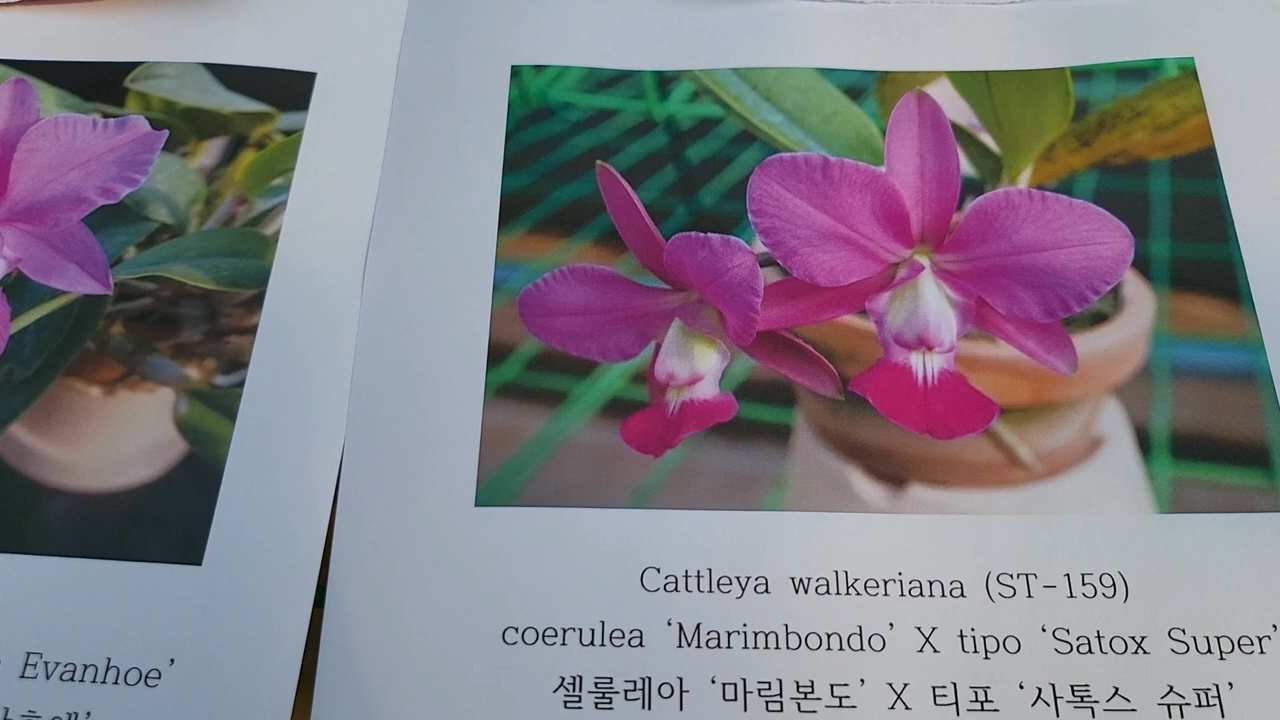 Evanhoe’
Cattleya walkeriana (ST-159)
coerulea ‘Marimbondo’ X tipo ‘Satox Super’
셀룰레아 ‘마림본도’ X 티포 ‘사톡스 슈퍼’